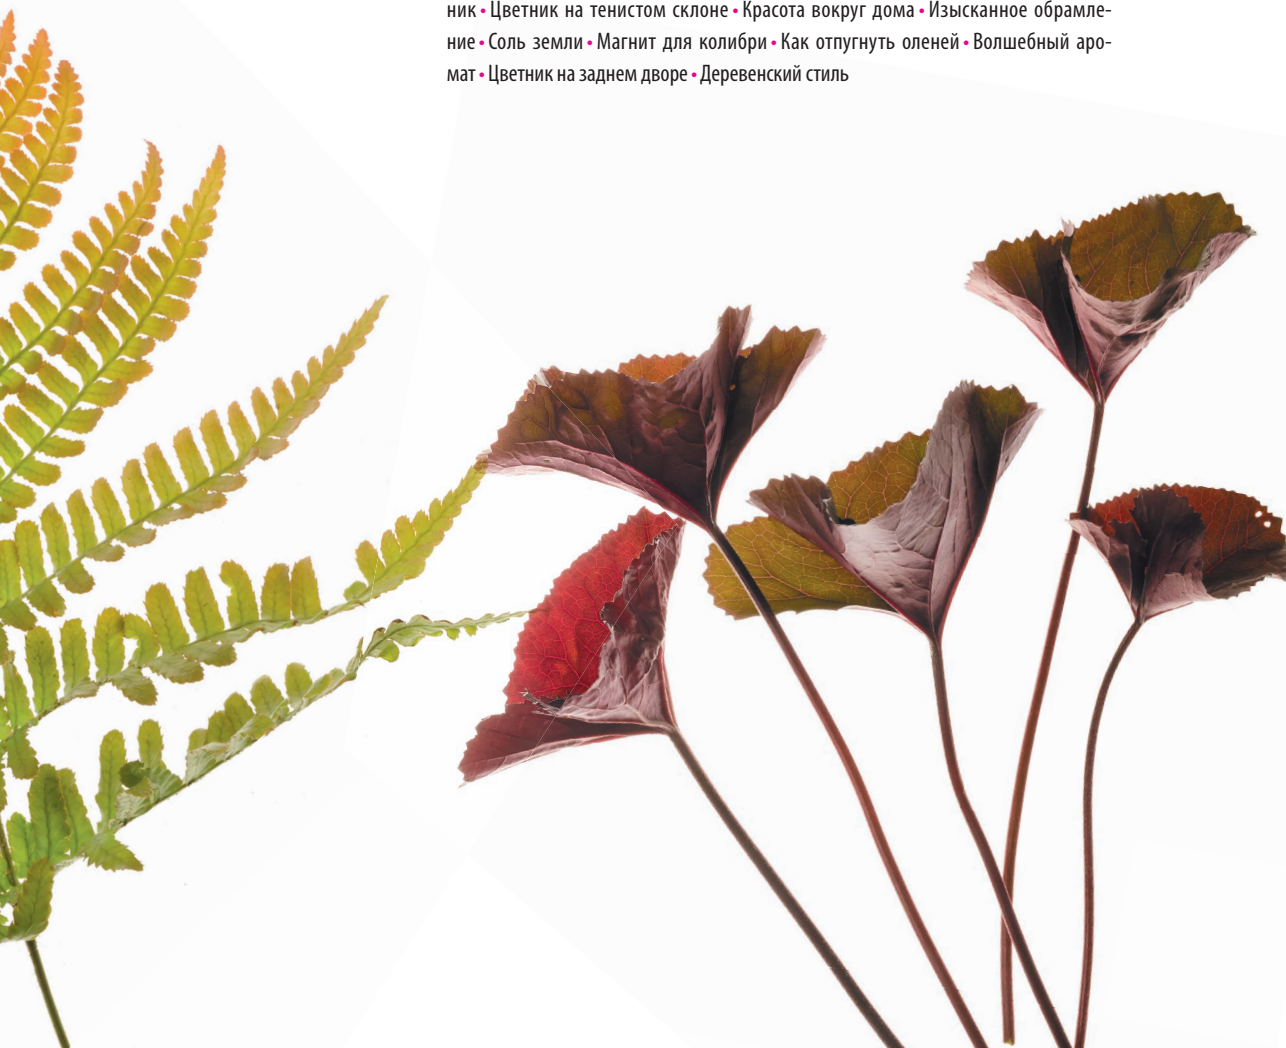 ник • Цветник на тенистом склоне • Красота вокруг дома • Изысканное обрамле-
ние • Соль земли • Магнит для колибри • Как отпугнуть оленей • Волшебный аро-
мат • Цветник на заднем дворе • Деревенский стиль